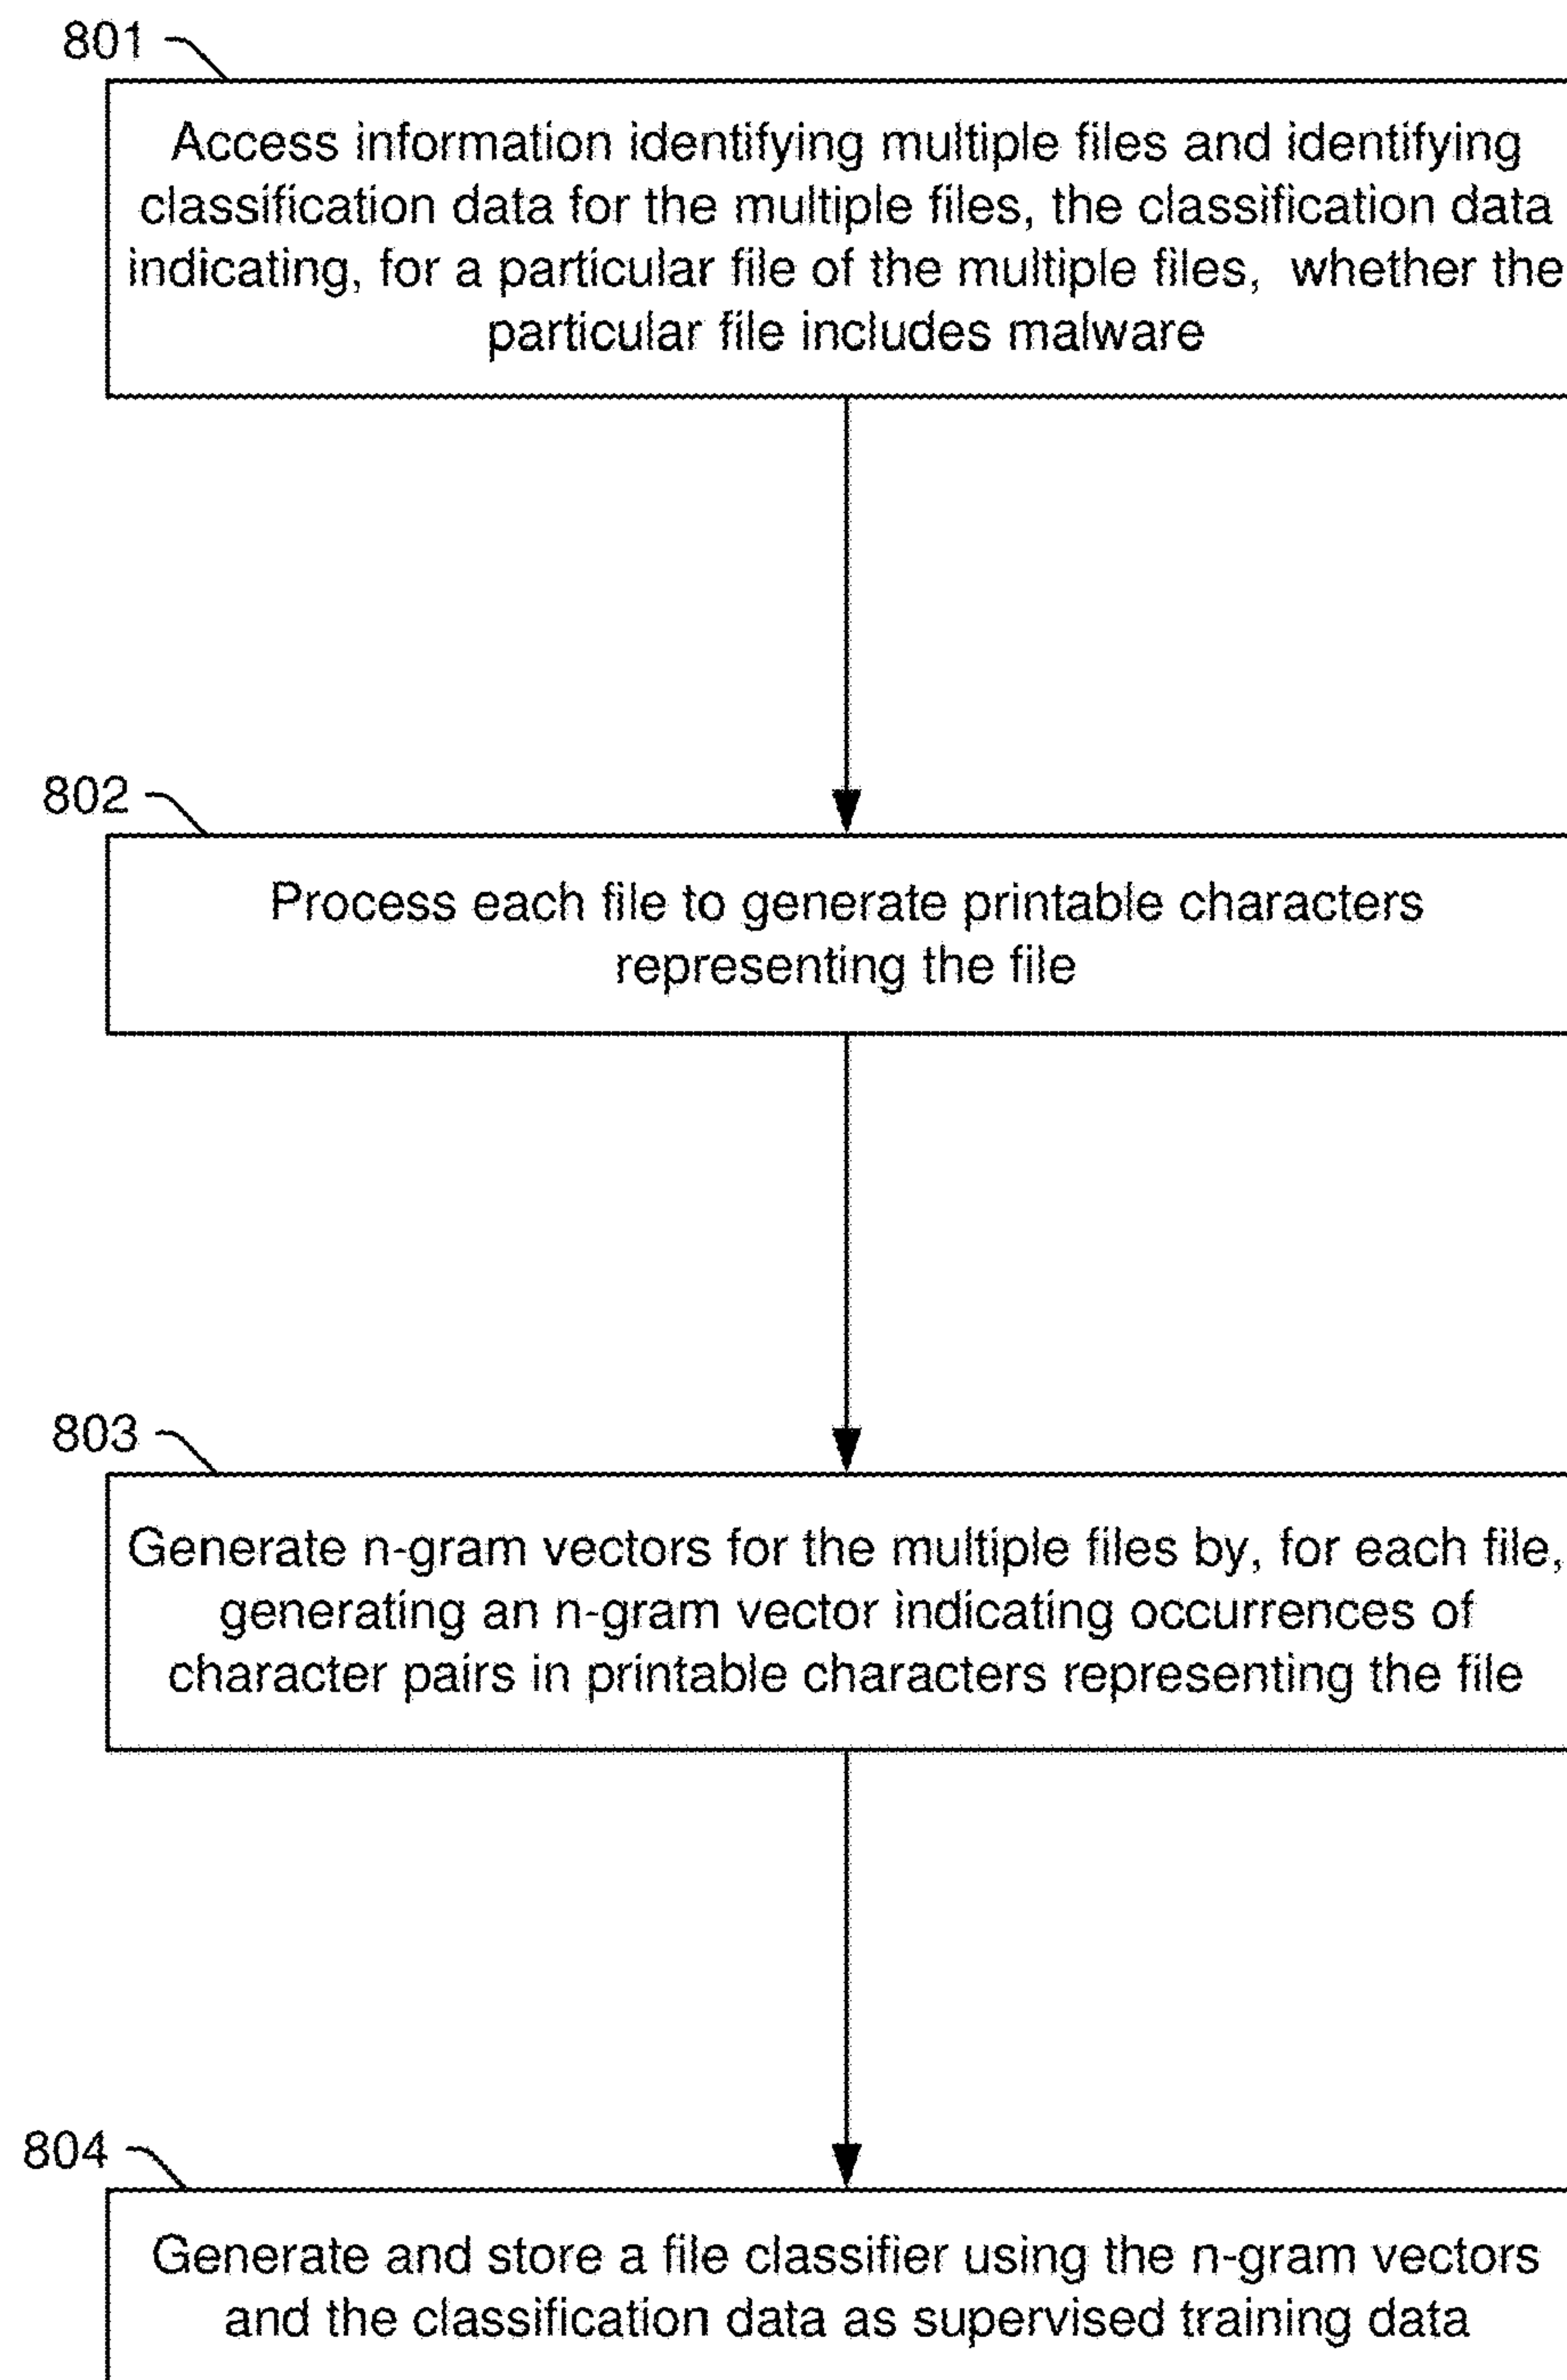 801
Access information identifying multiple files and identifying
classification data for the multiple files, the classification data
indicating, for a particular file of the multiple files, whether the
particular file includes malware
802
Process each file to generate printable characters
representing the file
803
Generate n-gram vectors for the multiple files by, for each file,
generating an n-gram vector indicating occurrences of
character pairs in printable characters representing the file
804
Generate and store a file classifier using the n-gram vectors
and the classification data as supervised training data